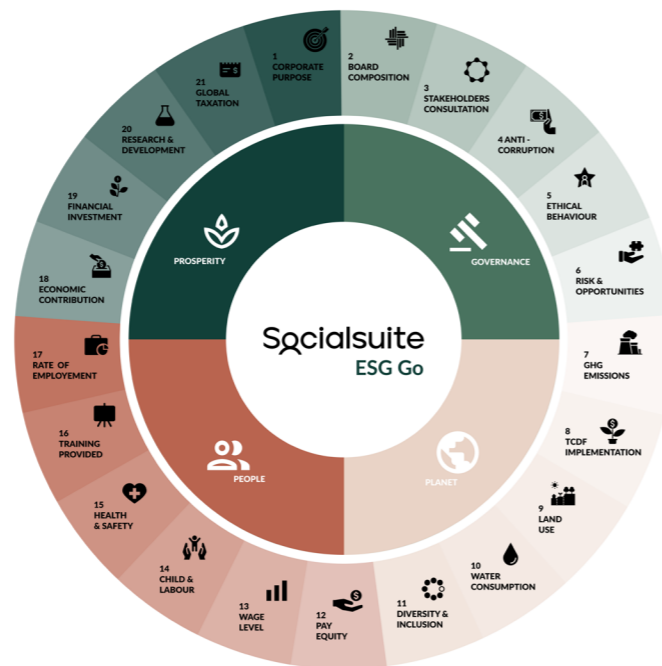 1
CORPORATE
PURPOSE
2
BOARD
COMPOSITION
3
STAKEHOLDERS
CONSULTATION
4 ANTI -
CORRUPTION
5
ETHICAL
BEHAVIOUR
6
RISK &
OPPORTUNITIES
7
GHG
EMISSIONS
8
TCDF
IMPLEMENTATION
9
LAND
USE
10
WATER
CONSUMPTION
11
DIVERSITY &
INCLUSION
12
PAY
EQUITY
13
WAGE
LEVEL
14
CHILD &
LABOUR
15
HEALTH
& SAFETY
16
TRAINING
PROVIDED
17
RATE OF
EMPLOYEMENT
18
ECONOMIC
CONTRIBUTION
19
FINANCIAL
INVESTMENT
20
RESEARCH &
DEVELOPMENT
21
GLOBAL
TAXATION
PROSPERITY
GOVERNANCE
PEOPLE
PLANET
Socialsuite
ESG Go